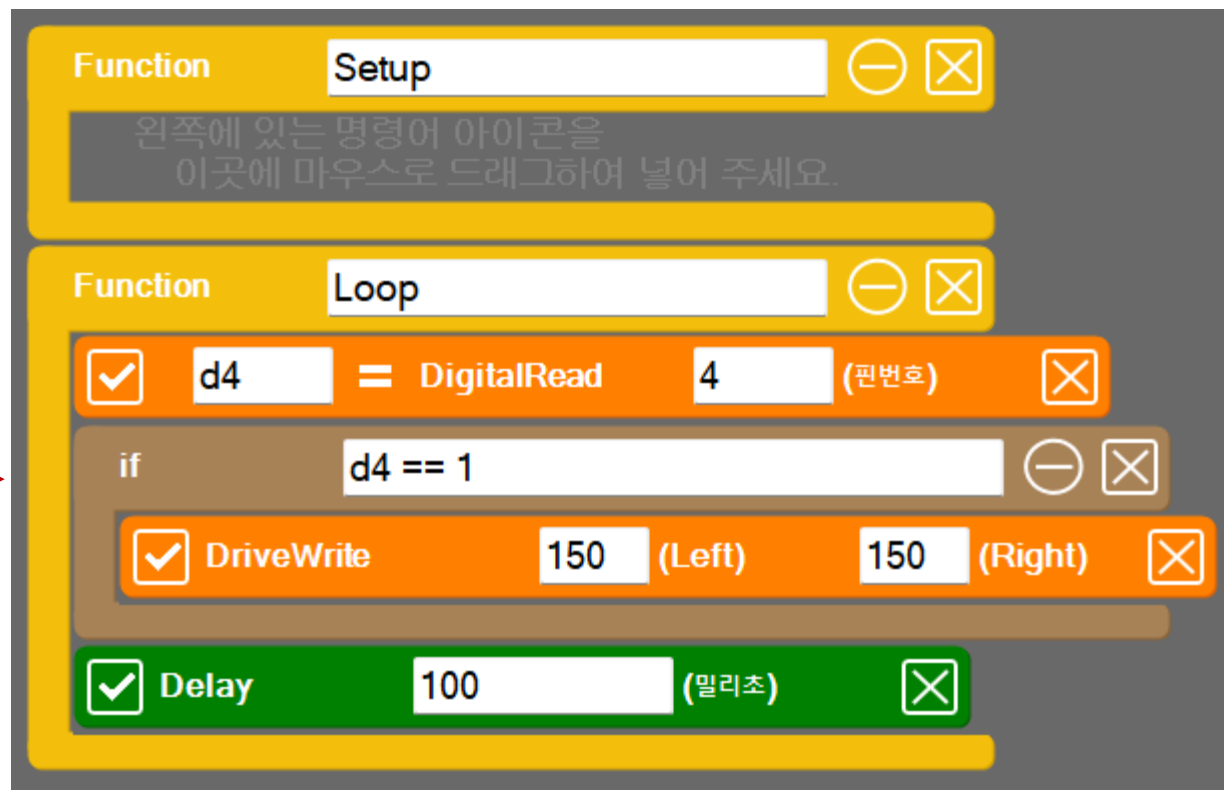 Function Setup
왼쪽에 있는 명령어 아이콘을
이곳에 마우스로 드래그하여 넣어 주세요.
Function Loop
d4 = DigitalRead 4 (핀번호)
if d4 == 1
DriveWrite 150 (Left) 150 (Right)
Delay 100 (밀리초)